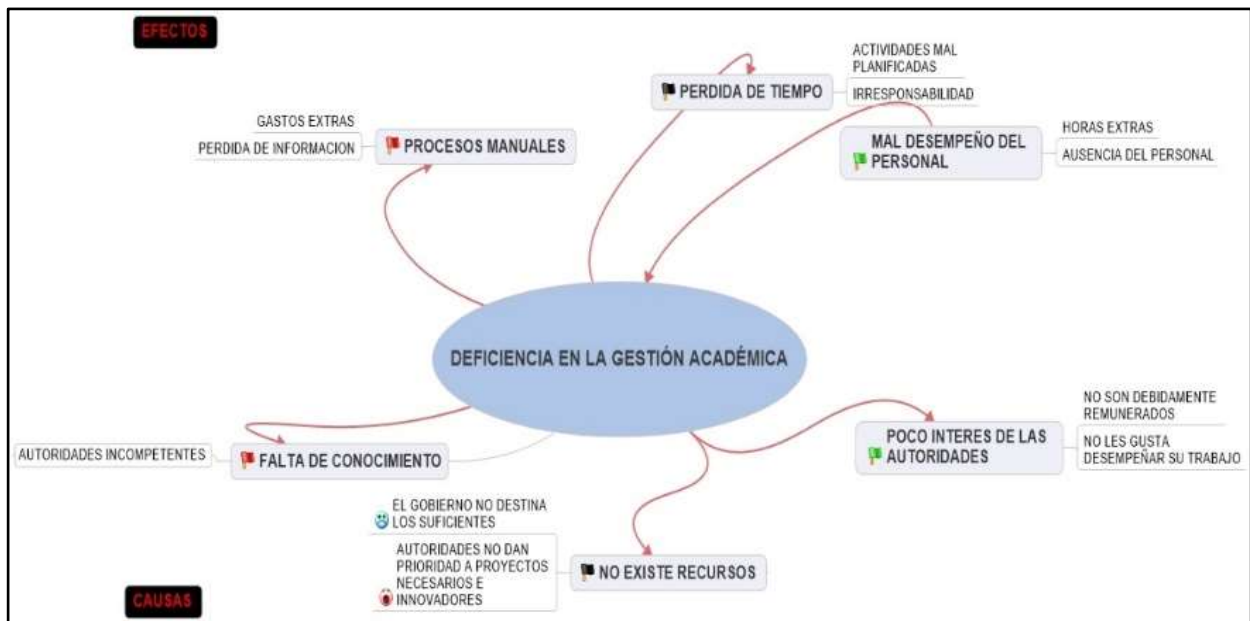 EFECTOS
ACTIVIDADES MAL
PLANIFICADAS
PERDIDA DE TIEMPO
IRRESPONSABILIDAD
GASTOS EXTRAS
PERDIDA DE INFORMACION
PROCESOS MANUALES
HORAS EXTRAS
MAL DESEMPEÑO DEL
PERSONAL
AUSENCIA DEL PERSONAL
DEFICIENCIA EN LA GESTIÓN ACADÉMICA
NO SON DEBIDAMENTE
REMUNERADOS
POCO INTERES DE LAS
AUTORIDADES
NO LES GUSTA
DESEMPEÑAR SU TRABAJO
AUTORIDADES INCOMPETENTES
FALTA DE CONOCIMIENTO
EL GOBIERNO NO DESTINA
LOS SUFICIENTES
AUTORIDADES NO DAN
PRIORIDAD A PROYECTOS
NECESARIOS E
INNOVADORES
NO EXISTE RECURSOS
CAUSAS